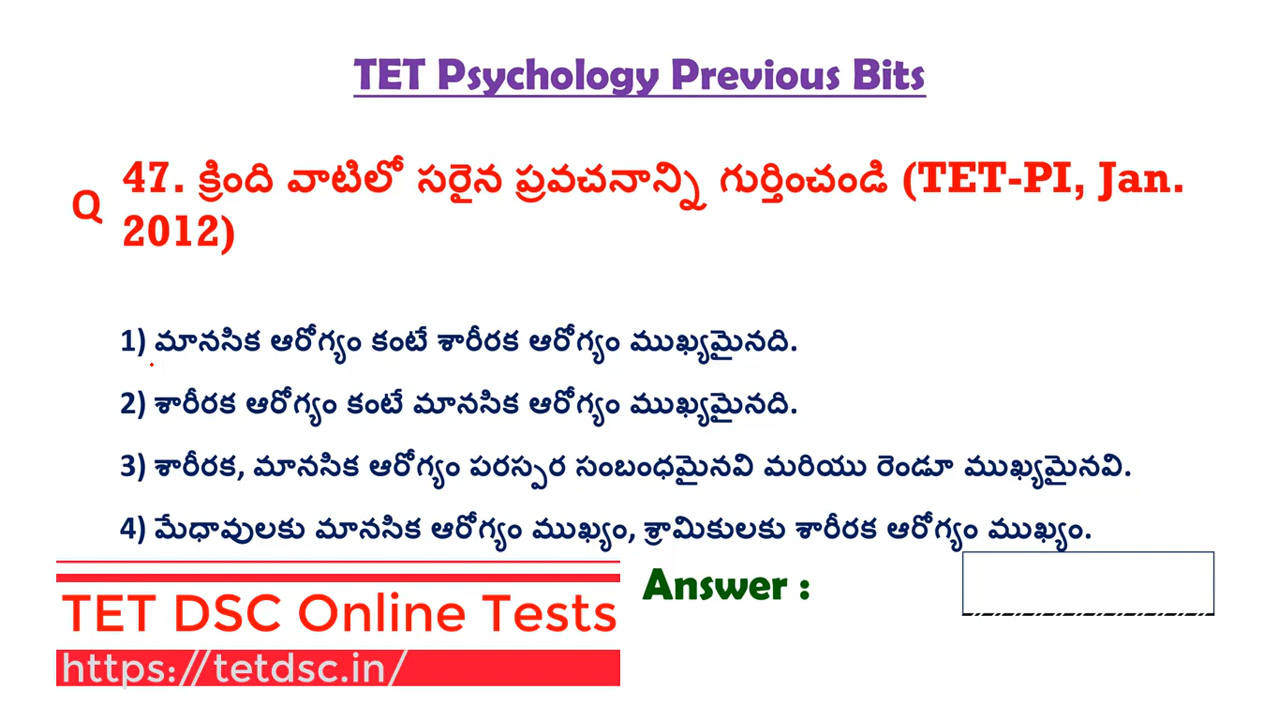 TET Psychology Previous Bits
Q
47. క్రింది వాటిలో సరైన ప్రవచనాన్ని గుర్తించండి (TET-PI, Jan.
2012)
1) మానసిక ఆరోగ్యం కంటే శారీరక ఆరోగ్యం ముఖ్యమైనది.
2) శారీరక ఆరోగ్యం కంటే మానసిక ఆరోగ్యం ముఖ్యమైనది.
3) శారీరక, మానసిక ఆరోగ్యం పరస్పర సంబంధమైనవి మరియు రెండూ ముఖ్యమైనవి.
4) మేధావులకు మానసిక ఆరోగ్యం ముఖ్యం, శ్రామికులకు శారీరక ఆరోగ్యం ముఖ్యం.
Answer :
TET DSC Online Tests
https://tetdsc.in/